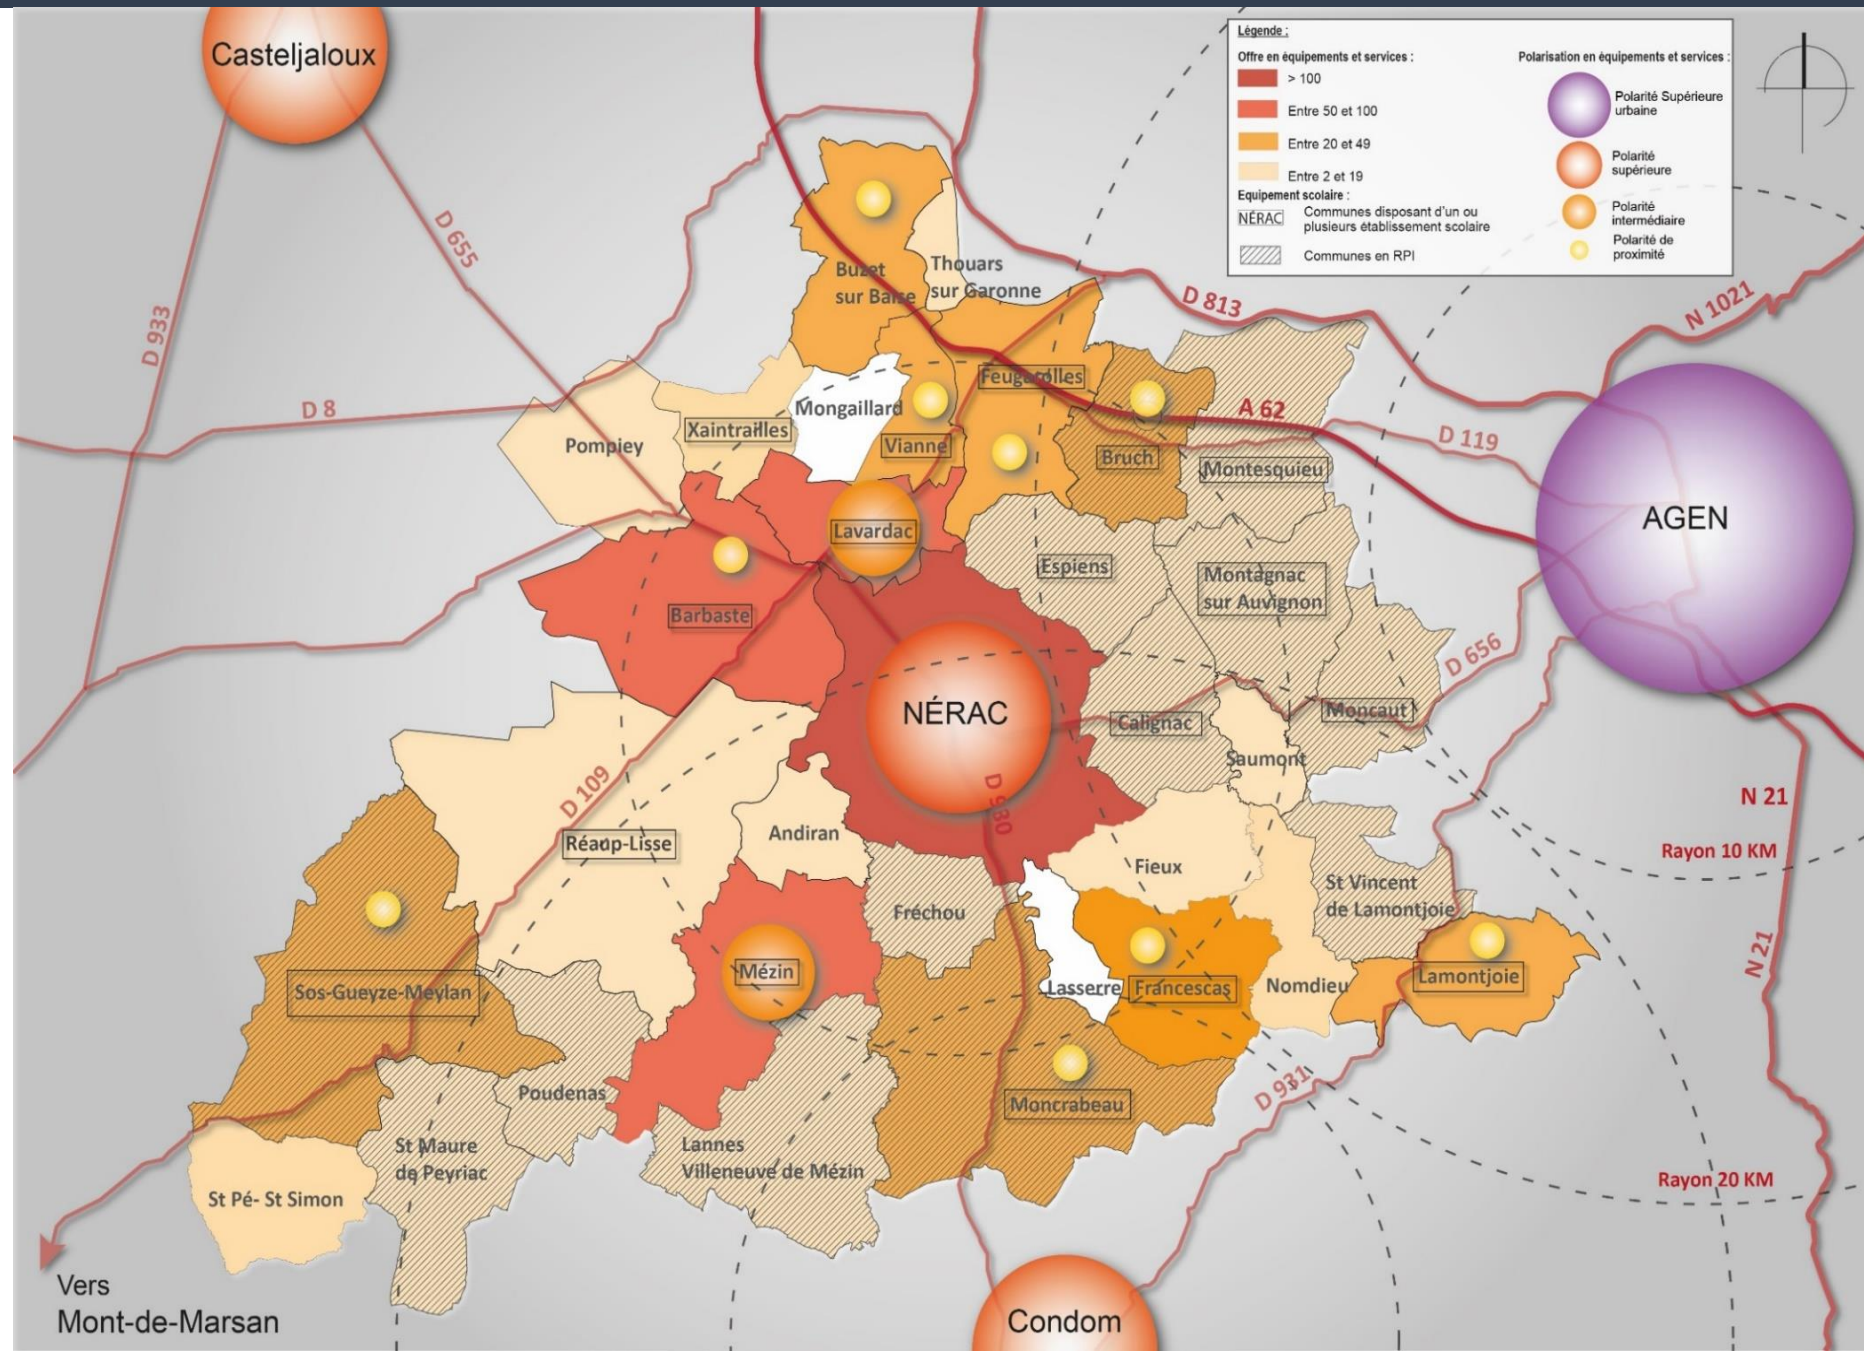 Casteljaloux
Légende :
Offre en équipements et services :
> 100
Entre 50 et 100
Entre 20 et 49
Entre 2 et 19
Equipement scolaire :
NÉRAC
Communes disposant d'un ou
plusieurs établissement scolaire
Communes en RPI
Polarisation en équipements et services :
Polarité Supérieure
urbaine
Polarité
supérieure
Polarité
intermédiaire
Polarité de
proximité
D 655
D 933
D 8
Buzet
sur Baïse
Thouars
sur Garonne
D 813
N 1021
Feugarolles
Mongaillard
Xaintrailles
Pompiey
Vianne
Bruch
A 62
D 119
Montesquieu
Lavardac
AGEN
Espiens
Montagnac
sur Auvignon
Barbaste
D 656
NÉRAC
Calignac
Moncaut
Saumont
D 109
D 930
N 21
Réaup-Lisse
Andiran
Rayon 10 KM
Fieux
St Vincent
de Lamontjoie
Fréchou
N 21
Mézin
Sos-Gueyze-Meylan
Lasserre
Francescas
Nomdieu
Lamontjoie
Poudenas
Moncrabeau
D 931
St Maure
de Peyriac
Lannes
Villeneuve de Mézin
Rayon 20 KM
St Pé- St Simon
Vers
Mont-de-Marsan
Condom